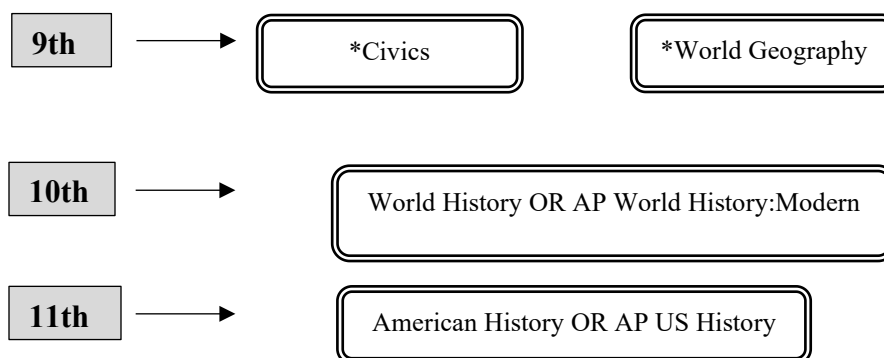 9th *Civics *World Geography
10th World History OR AP World History:Modern
11th American History OR AP US History